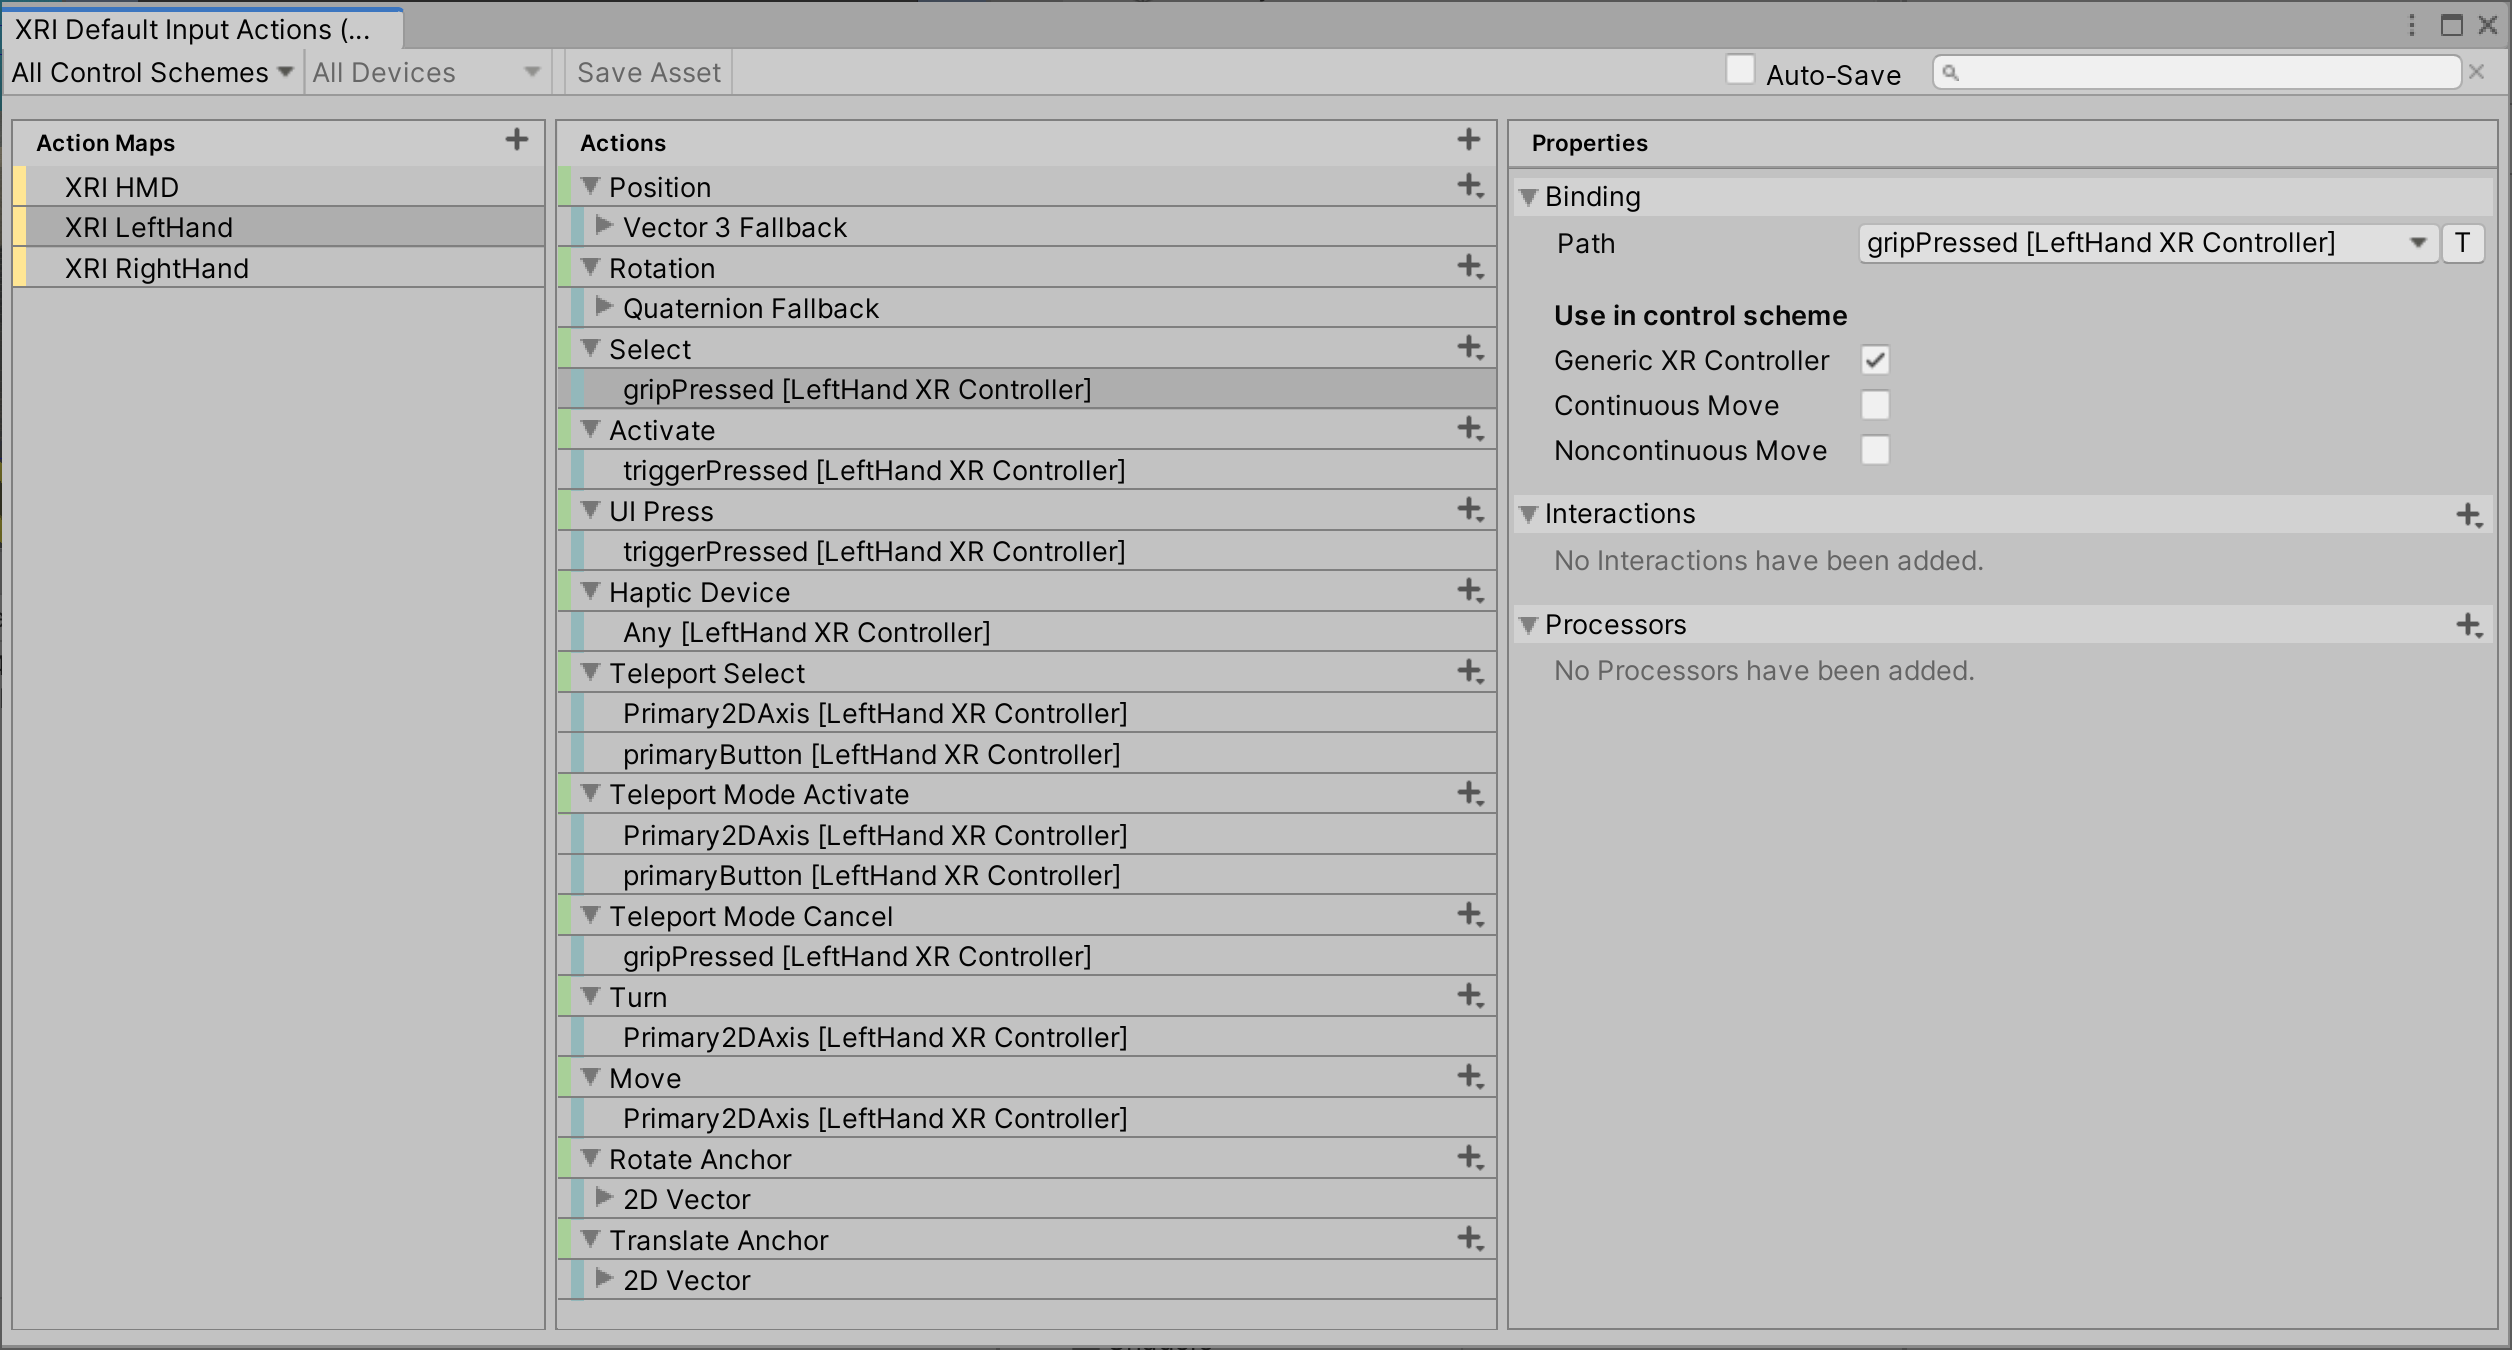 XRI Default Input Actions (...
All Control Schemes
All Devices
Save Asset
Auto-Save
Action Maps
XRI HMD
XRI LeftHand
XRI RightHand
Actions
Position
Vector 3 Fallback
Rotation
Quaternion Fallback
Select
gripPressed [LeftHand XR Controller]
Activate
triggerPressed [LeftHand XR Controller]
UI Press
triggerPressed [LeftHand XR Controller]
Haptic Device
Any [LeftHand XR Controller]
Teleport Select
Primary2DAxis [LeftHand XR Controller]
primaryButton [LeftHand XR Controller]
Teleport Mode Activate
Primary2DAxis [LeftHand XR Controller]
primaryButton [LeftHand XR Controller]
Teleport Mode Cancel
gripPressed [LeftHand XR Controller]
Turn
Primary2DAxis [LeftHand XR Controller]
Move
Primary2DAxis [LeftHand XR Controller]
Rotate Anchor
2D Vector
Translate Anchor
2D Vector
Properties
Binding
Path gripPressed [LeftHand XR Controller] T
Use in control scheme
Generic XR Controller
Continuous Move
Noncontinuous Move
Interactions
No Interactions have been added.
Processors
No Processors have been added.